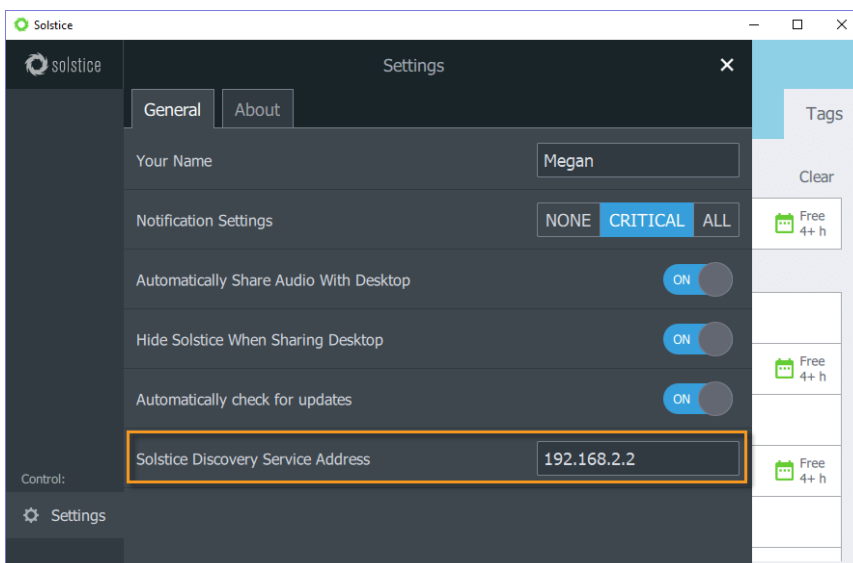 Solstice
solstice
Settings
General
About
Tags
Your Name
Megan
Clear
Notification Settings
NONE CRITICAL ALL
Free
4+ h
Automatically Share Audio With Desktop
ON
Hide Solstice When Sharing Desktop
ON
Free
4+ h
Automatically check for updates
ON
Solstice Discovery Service Address
192.168.2.2
Free
4+ h
Control:
Settings